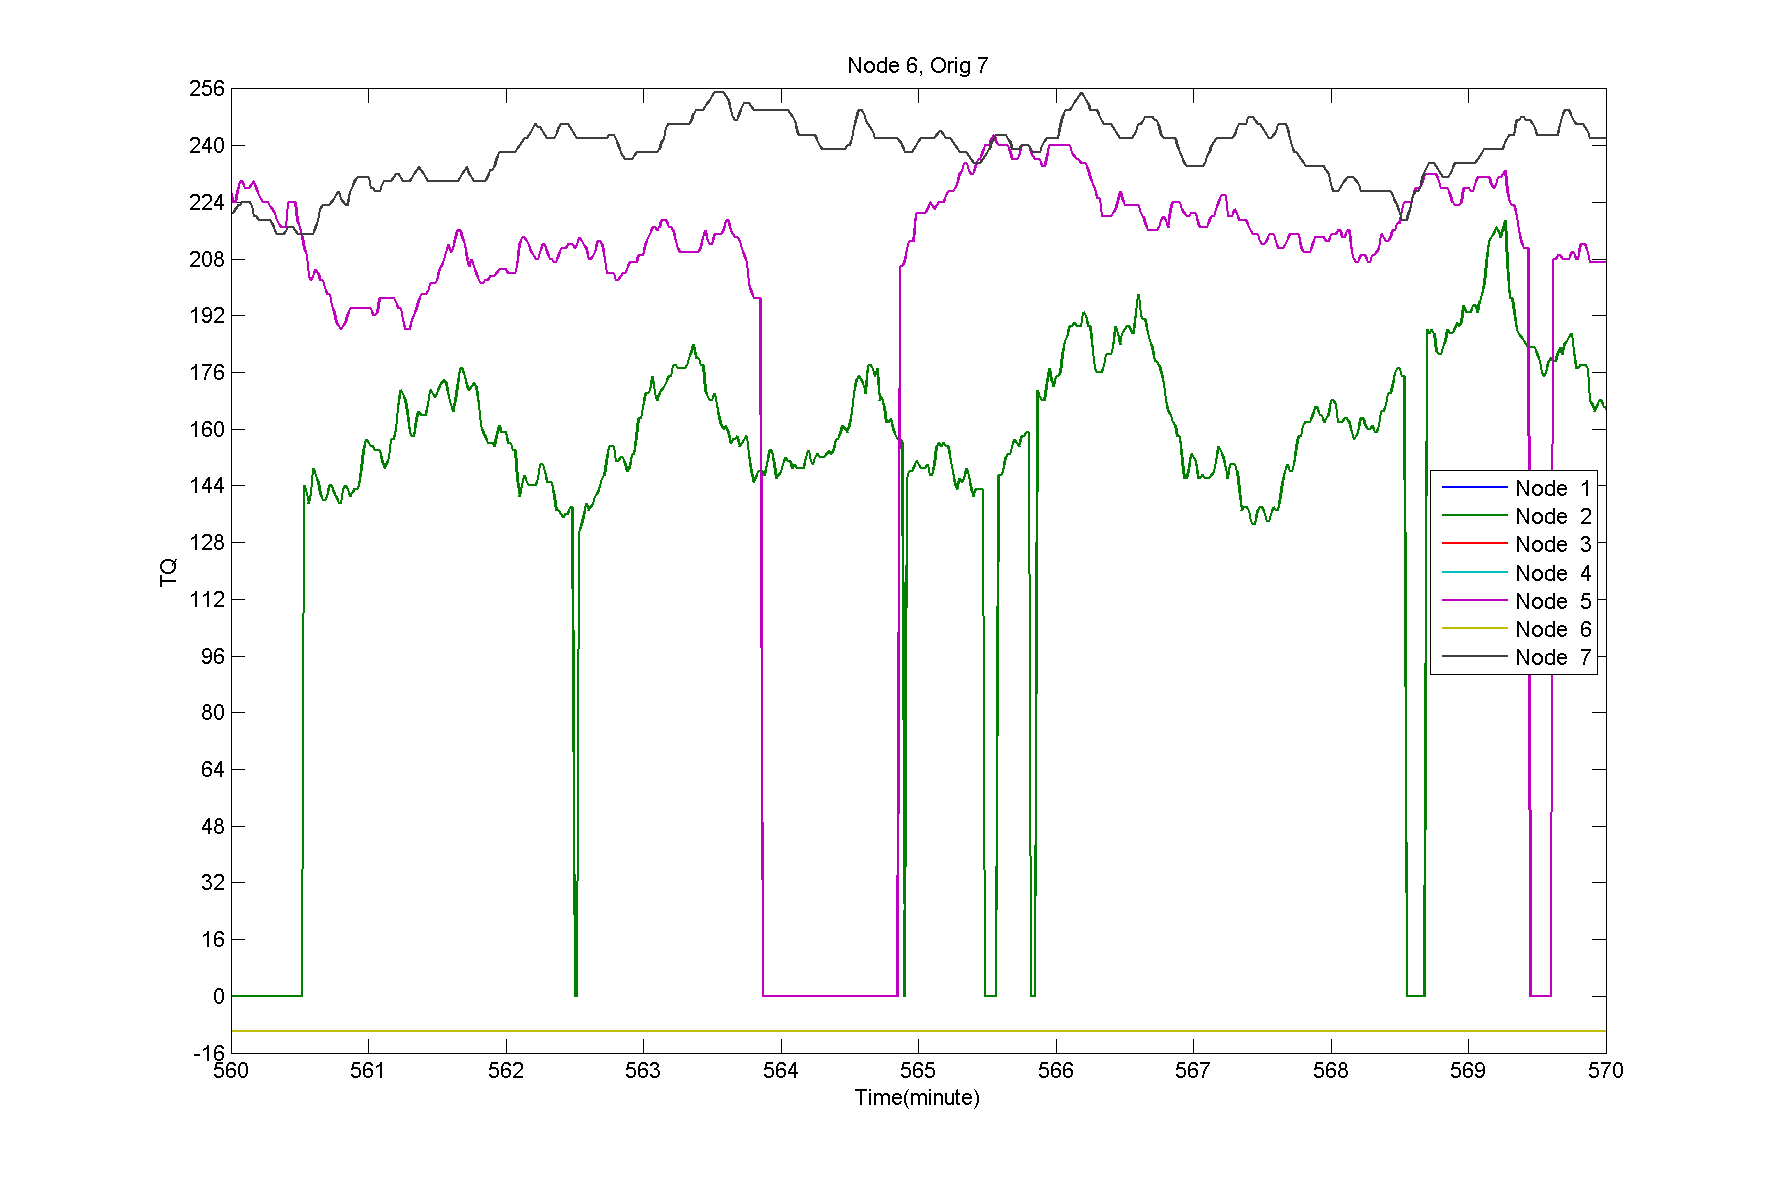 Node 6, Orig 7
256
240
224
208
192
176
160
144
128
112
96
80
64
48
32
16
0
-16
TQ
560 561 562 563 564 565 566 567 568 569 570
Time(minute)
Node 1
Node 2
Node 3
Node 4
Node 5
Node 6
Node 7